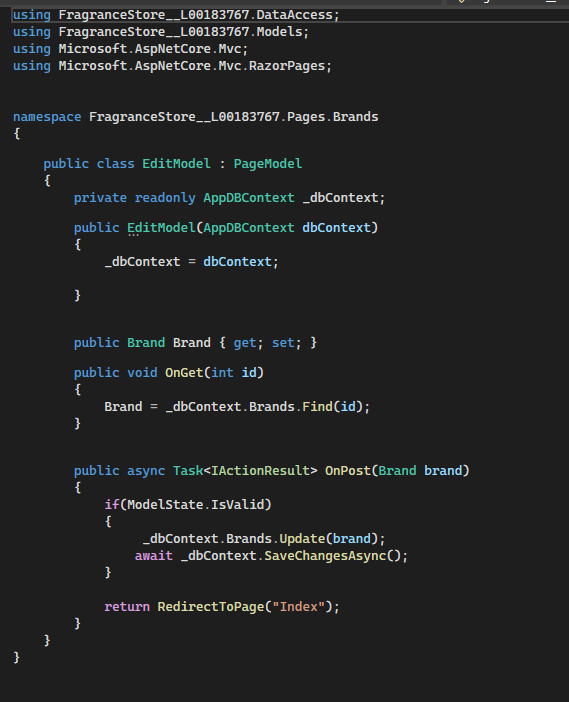 using FragranceStore__L00183767.DataAccess;
using FragranceStore__L00183767.Models;
using Microsoft.AspNetCore.Mvc;
using Microsoft.AspNetCore.Mvc.RazorPages;
namespace FragranceStore__L00183767.Pages.Brands
{
public class EditModel : PageModel
{
private readonly AppDBContext _dbContext;
public EditModel(AppDBContext dbContext)
{
_dbContext = dbContext;
}
public Brand Brand { get; set; }
public void OnGet(int id)
{
Brand = _dbContext.Brands.Find(id);
}
public async Task<IActionResult> OnPost(Brand brand)
{
if(ModelState.IsValid)
{
_dbContext.Brands.Update(brand);
await _dbContext.SaveChangesAsync();
}
return RedirectToPage("Index");
}
}
}